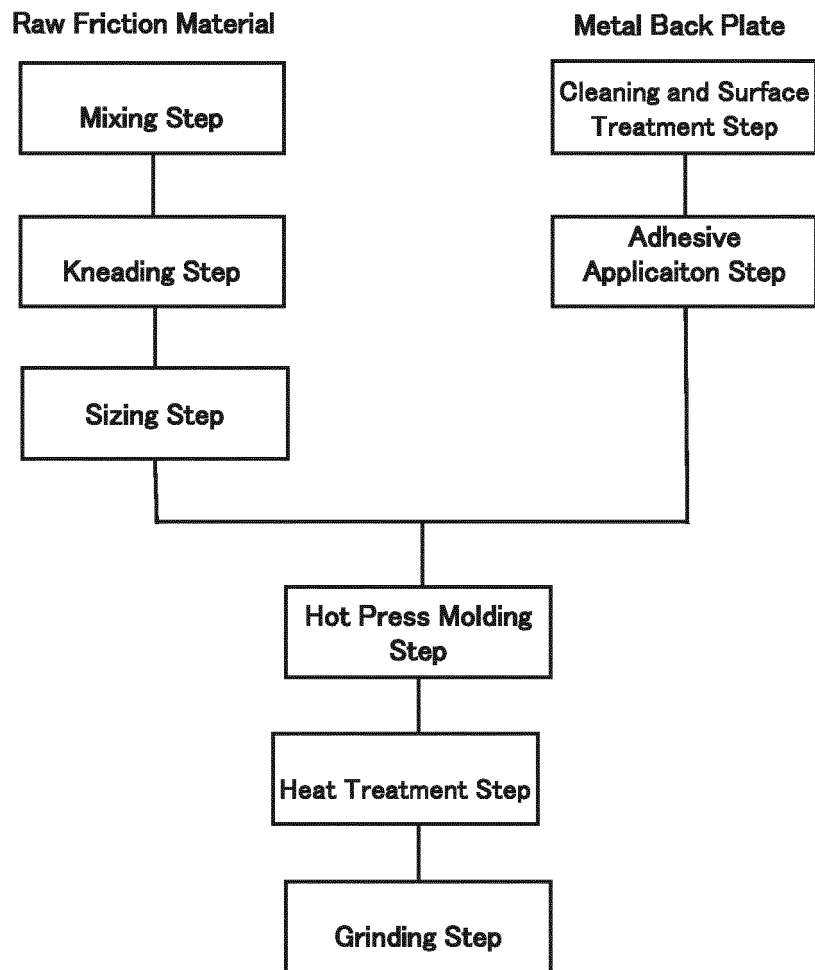 Raw Friction Material
Metal Back Plate
Mixing Step
Cleaning and Surface
Treatment Step
Kneading Step
Adhesive
Applicaiton Step
Sizing Step
Hot Press Molding
Step
Heat Treatment Step
Grinding Step